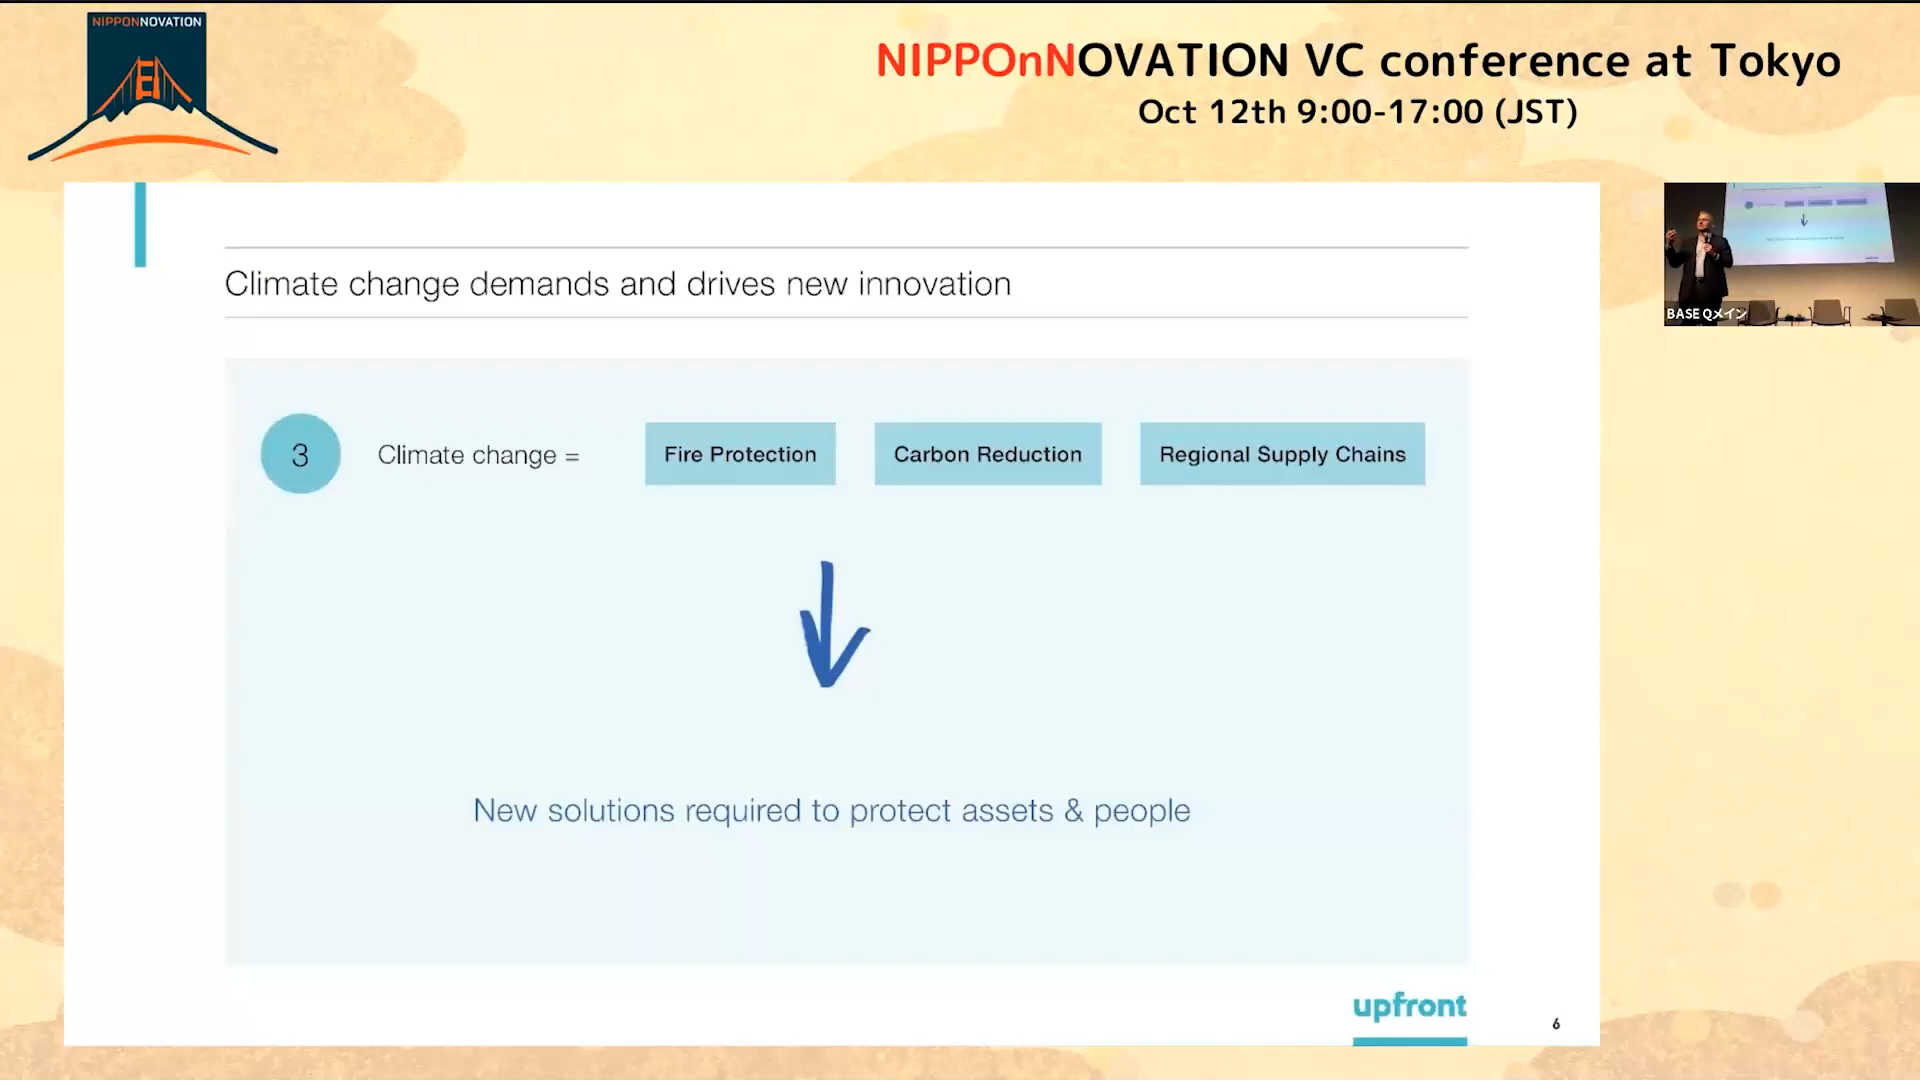 NIPPONNOVATION
NIPPOnNOVATION VC conference at Tokyo
Oct 12th 9:00-17:00 (JST)
Climate change demands and drives new innovation
3
Climate change =
Fire Protection
Carbon Reduction
Regional Supply Chains
New solutions required to protect assets & people
upfront
6
BASE Qメイン